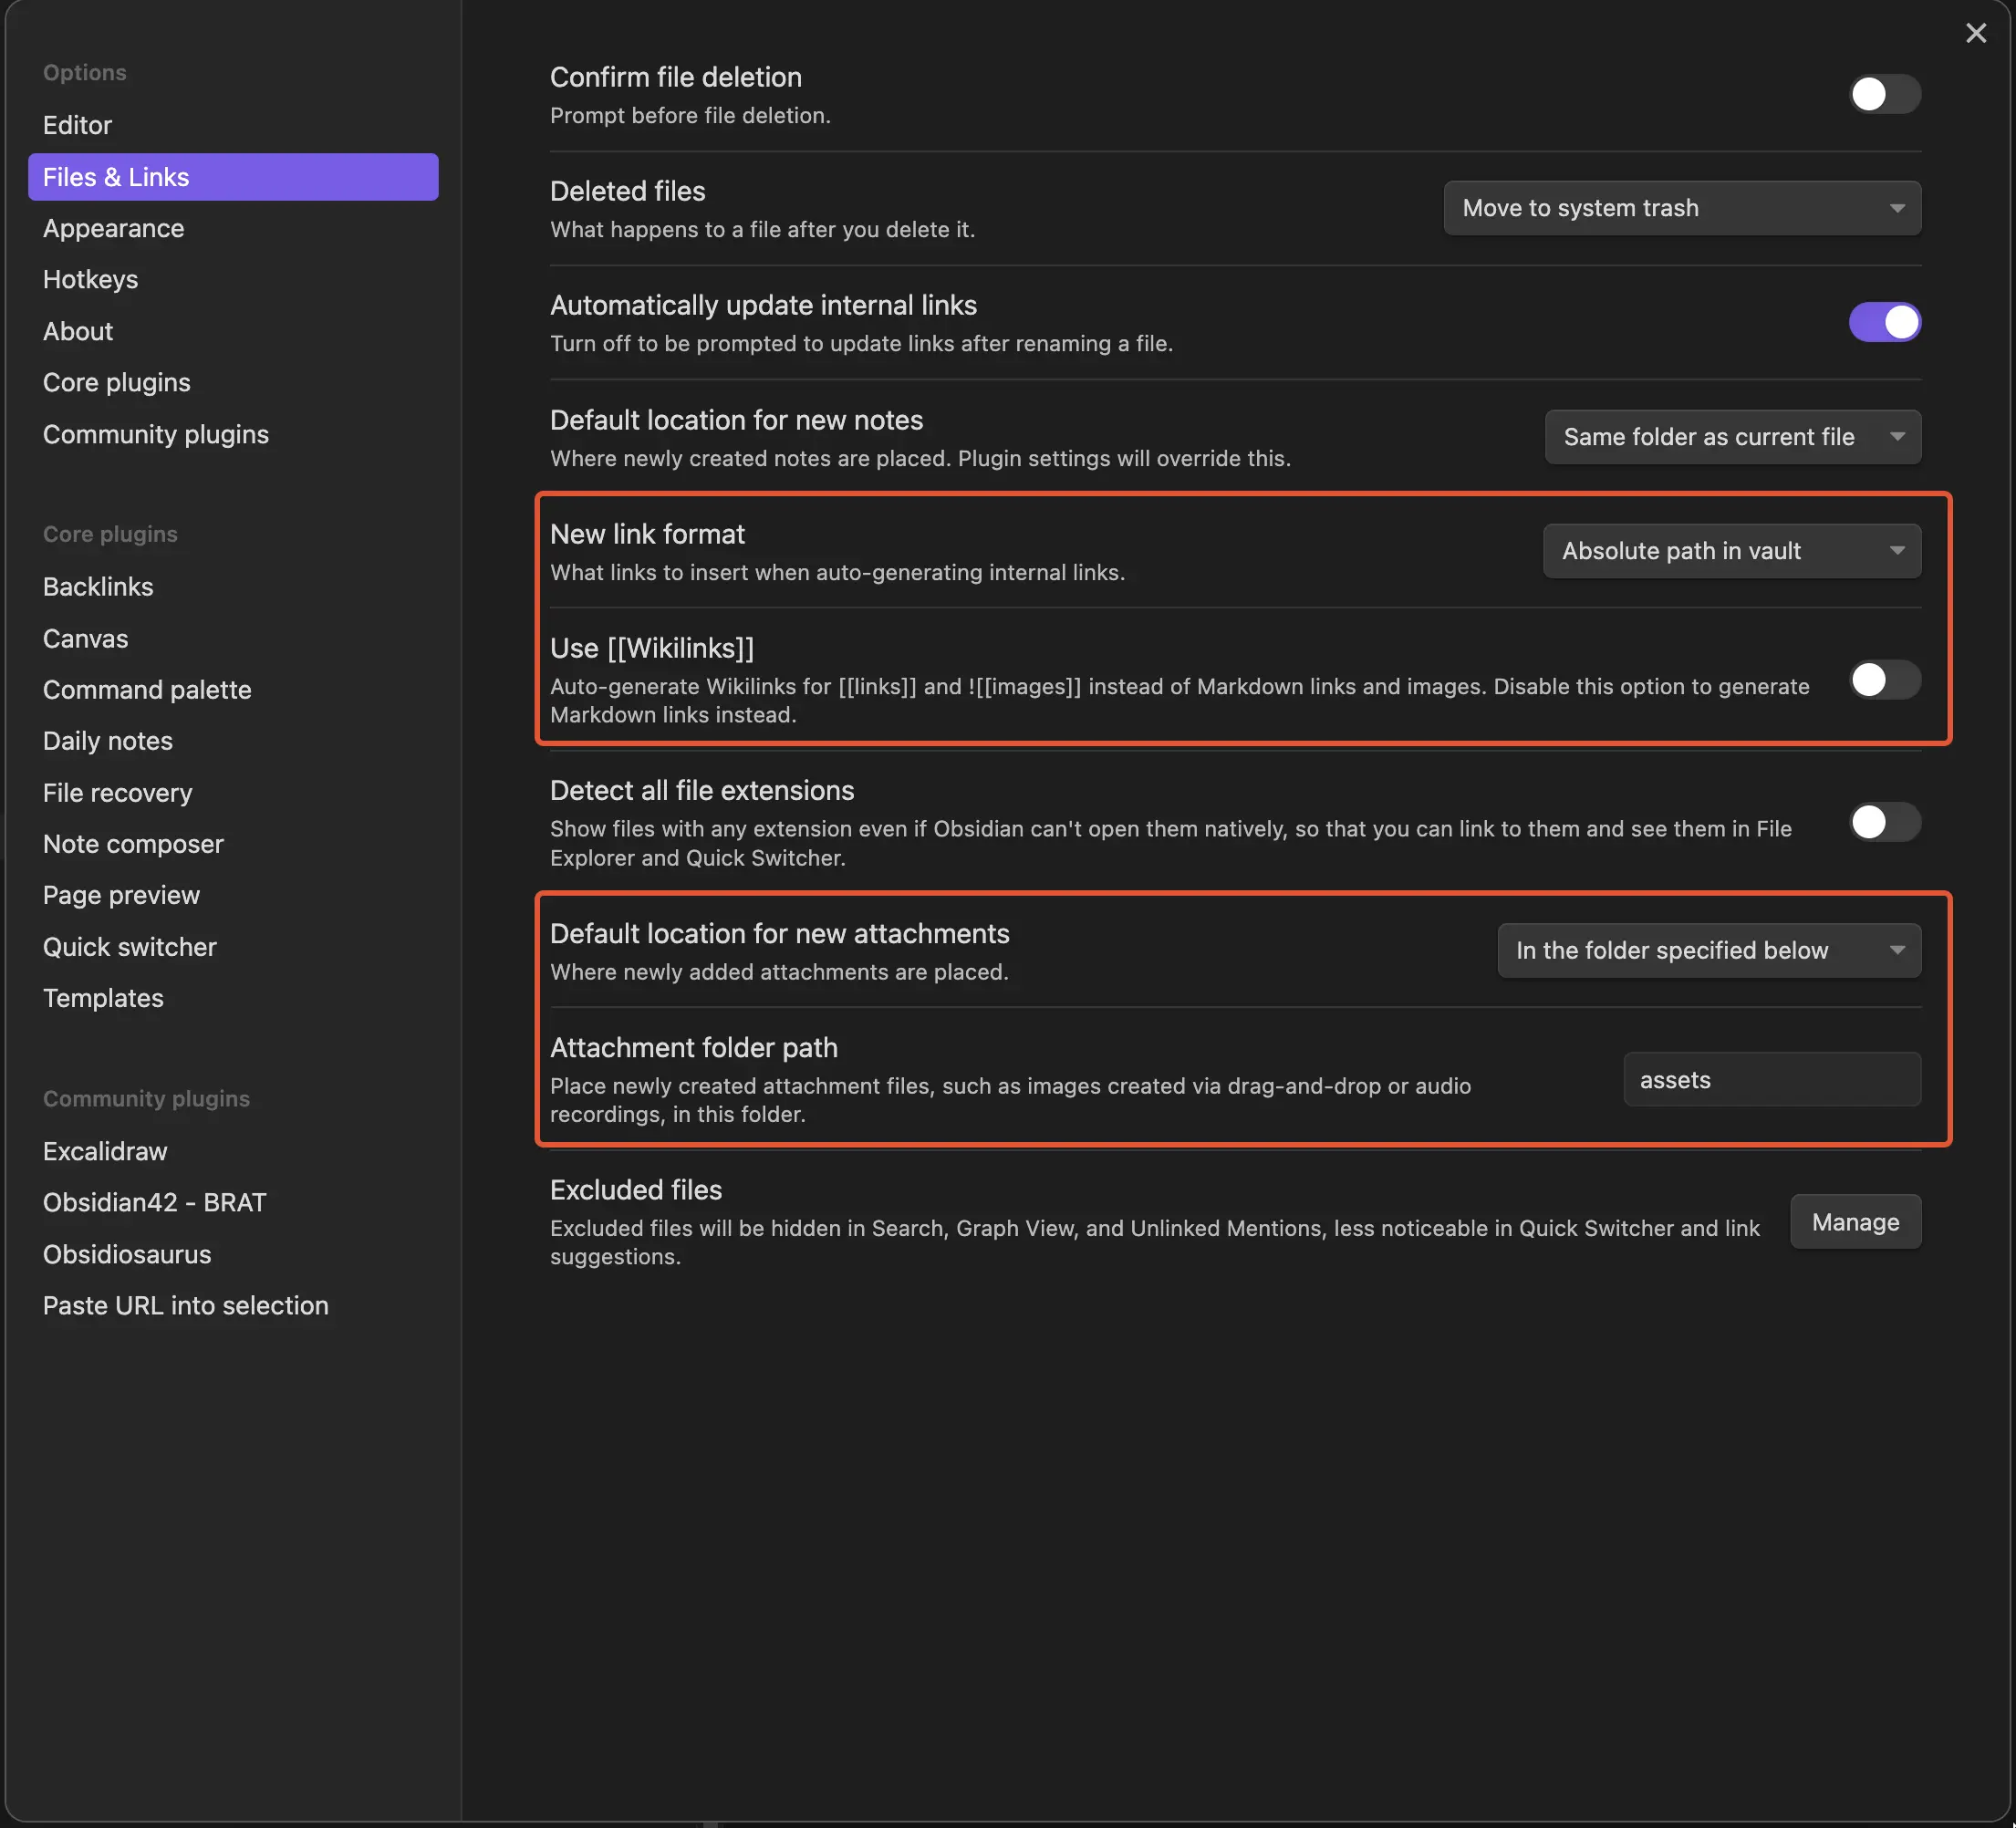 Options
Editor
Files & Links
Appearance
Hotkeys
About
Core plugins
Community plugins
Core plugins
Backlinks
Canvas
Command palette
Daily notes
File recovery
Note composer
Page preview
Quick switcher
Templates
Community plugins
Excalidraw
Obsidian42 - BRAT
Obsidiosaurus
Paste URL into selection
Confirm file deletion
Prompt before file deletion.
Deleted files
What happens to a file after you delete it.
Move to system trash
Automatically update internal links
Turn off to be prompted to update links after renaming a file.
Default location for new notes
Where newly created notes are placed. Plugin settings will override this.
Same folder as current file
New link format
What links to insert when auto-generating internal links.
Absolute path in vault
Use [[Wikilinks]]
Auto-generate Wikilinks for [[links]] and ![[images]] instead of Markdown links and images. Disable this option to generate
Markdown links instead.
Detect all file extensions
Show files with any extension even if Obsidian can't open them natively, so that you can link to them and see them in File
Explorer and Quick Switcher.
Default location for new attachments
Where newly added attachments are placed.
In the folder specified below
Attachment folder path
Place newly created attachment files, such as images created via drag-and-drop or audio
recordings, in this folder.
assets
Excluded files
Excluded files will be hidden in Search, Graph View, and Unlinked Mentions, less noticeable in Quick Switcher and link
suggestions.
Manage